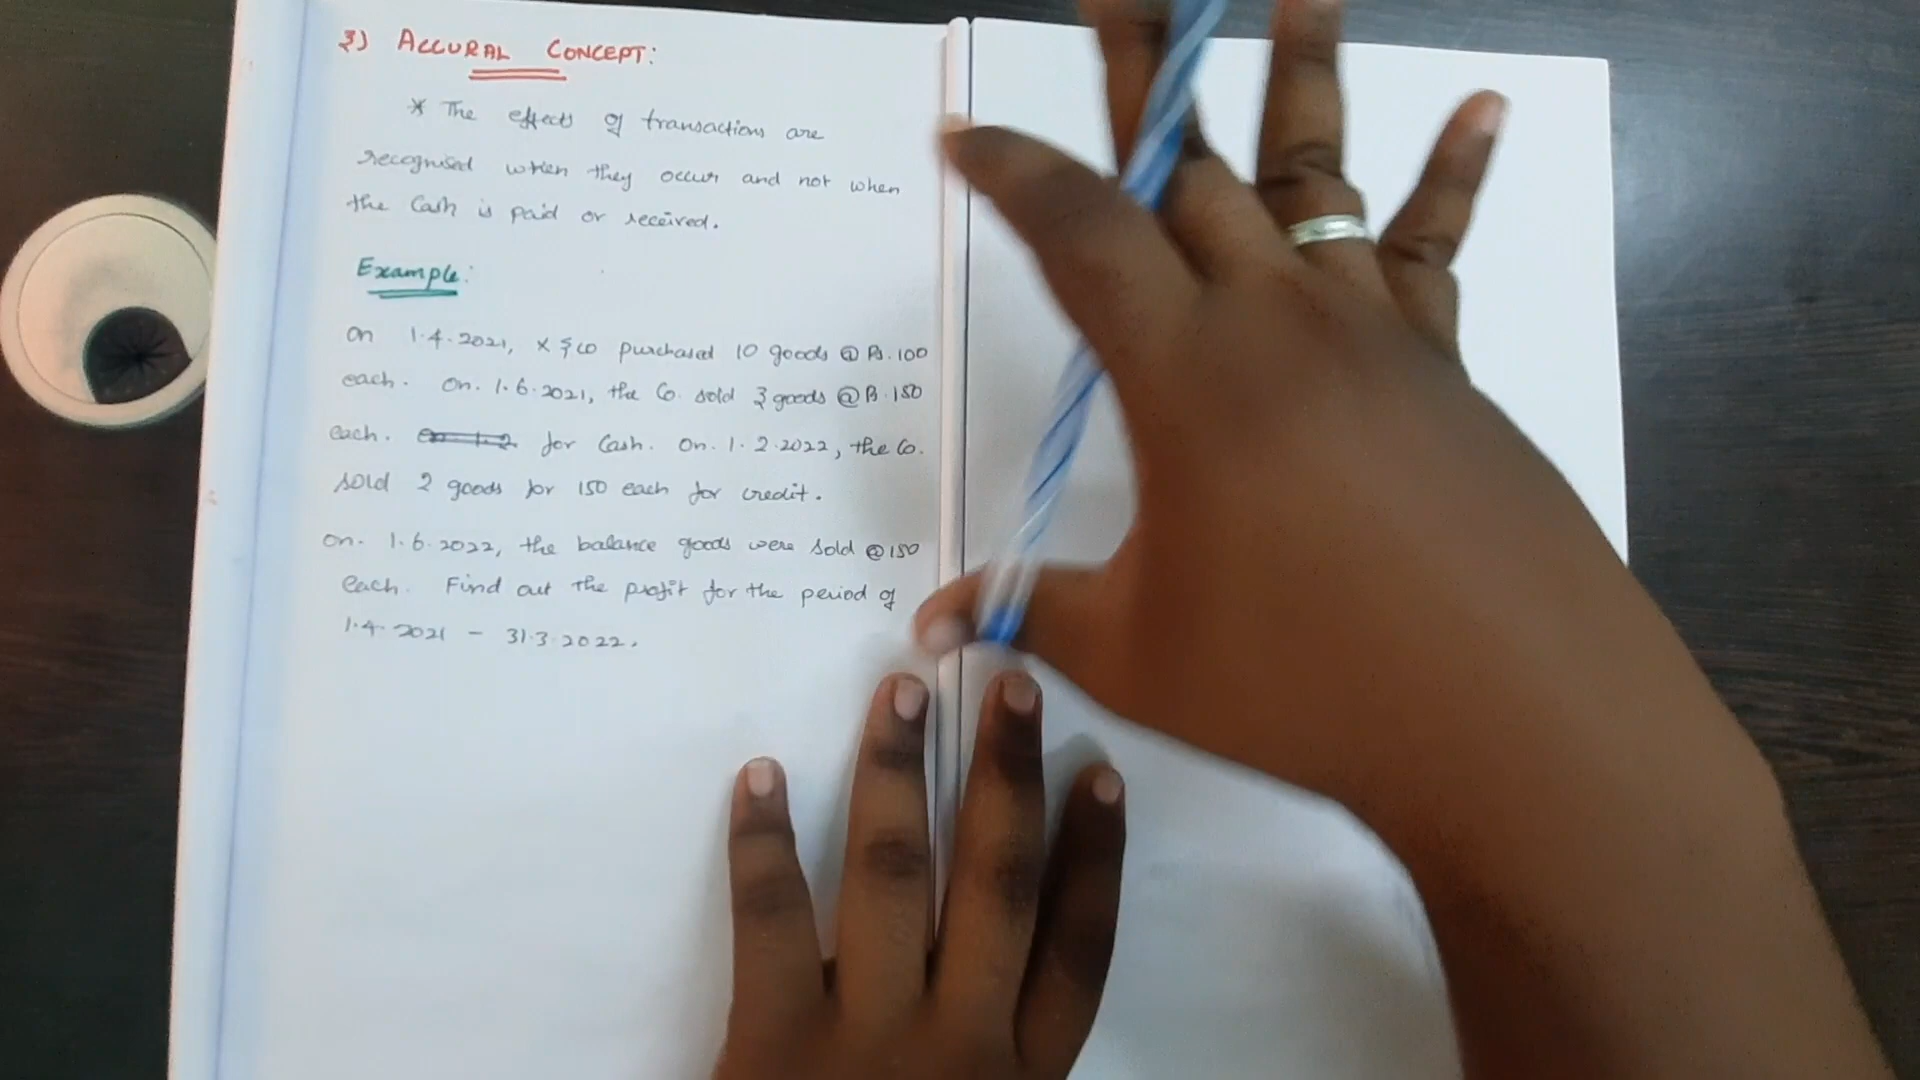 3) ACCURAL CONCEPT:
* The effects of transactions are
recognised when they occur and not when
the Cash is paid or received.
Example:
On 1.4.2021, X & Co purchased 10 goods @ Rs.100
each. On. 1.6.2021, the Co. sold 3 goods @ Rs.150
each. for Cash. On. 1.2.2022, the Co.
sold 2 goods for 150 each for credit.
On. 1.6.2022, the balance goods were sold @ 150
each. Find out the profit for the period of
1.4.2021 - 31.3.2022.